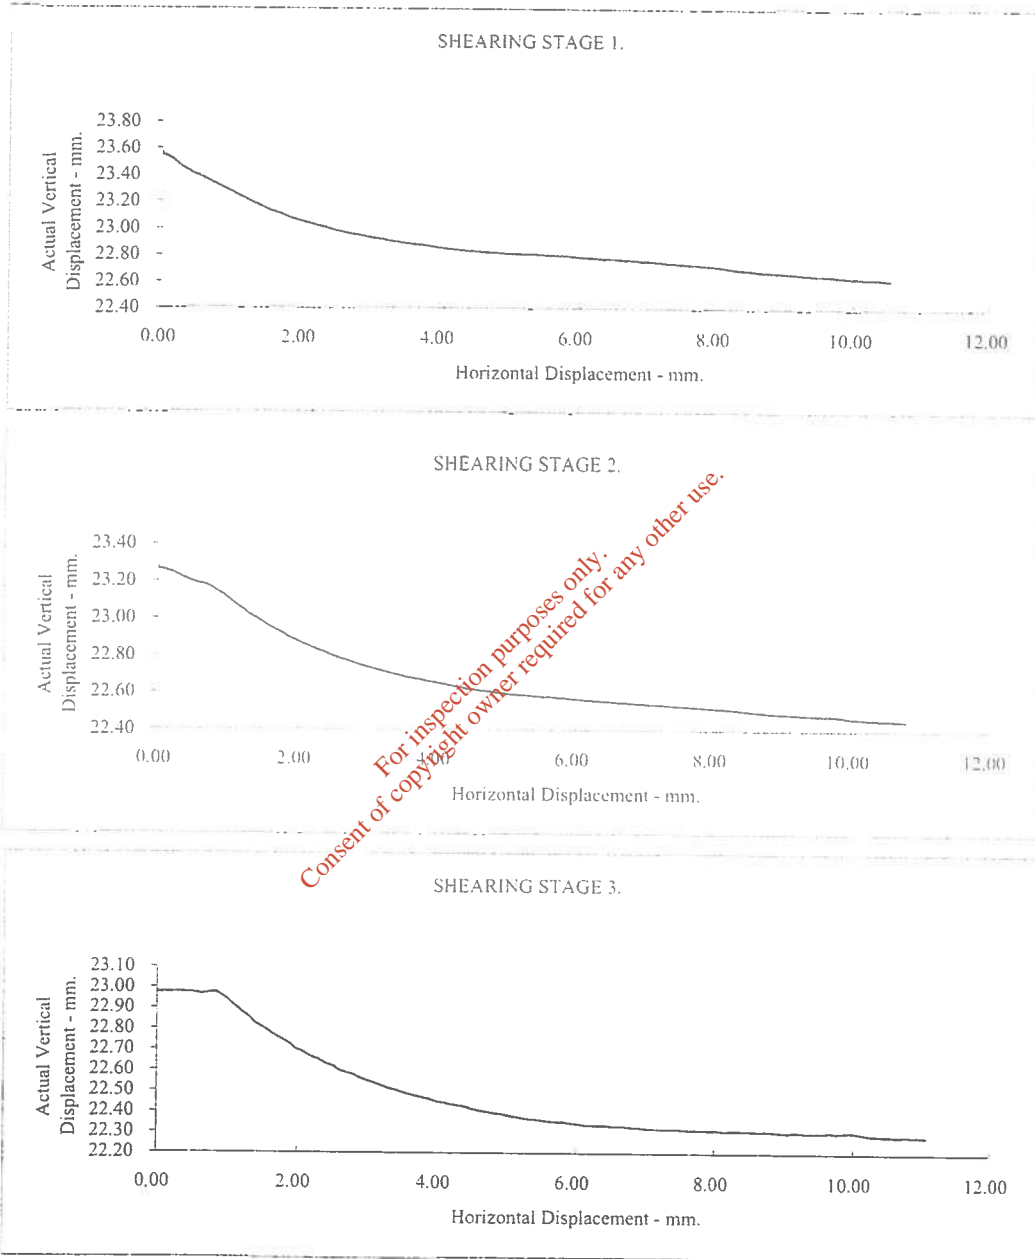 SHEARING STAGE 1.
Actual Vertical
Displacement - mm.
23.80
23.60
23.40
23.20
23.00
22.80
22.60
22.40
0.00 2.00 4.00 6.00 8.00 10.00 12.00
Horizontal Displacement - mm.
SHEARING STAGE 2.
Actual Vertical
Displacement - mm.
23.40
23.20
23.00
22.80
22.60
22.40
0.00 2.00 4.00 6.00 8.00 10.00 12.00
Horizontal Displacement - mm.
For inspection purposes only.
Consent of copyright owner required for any other use.
SHEARING STAGE 3.
Actual Vertical
Displacement - mm.
23.10
23.00
22.90
22.80
22.70
22.60
22.50
22.40
22.30
22.20
0.00 2.00 4.00 6.00 8.00 10.00 12.00
Horizontal Displacement - mm.